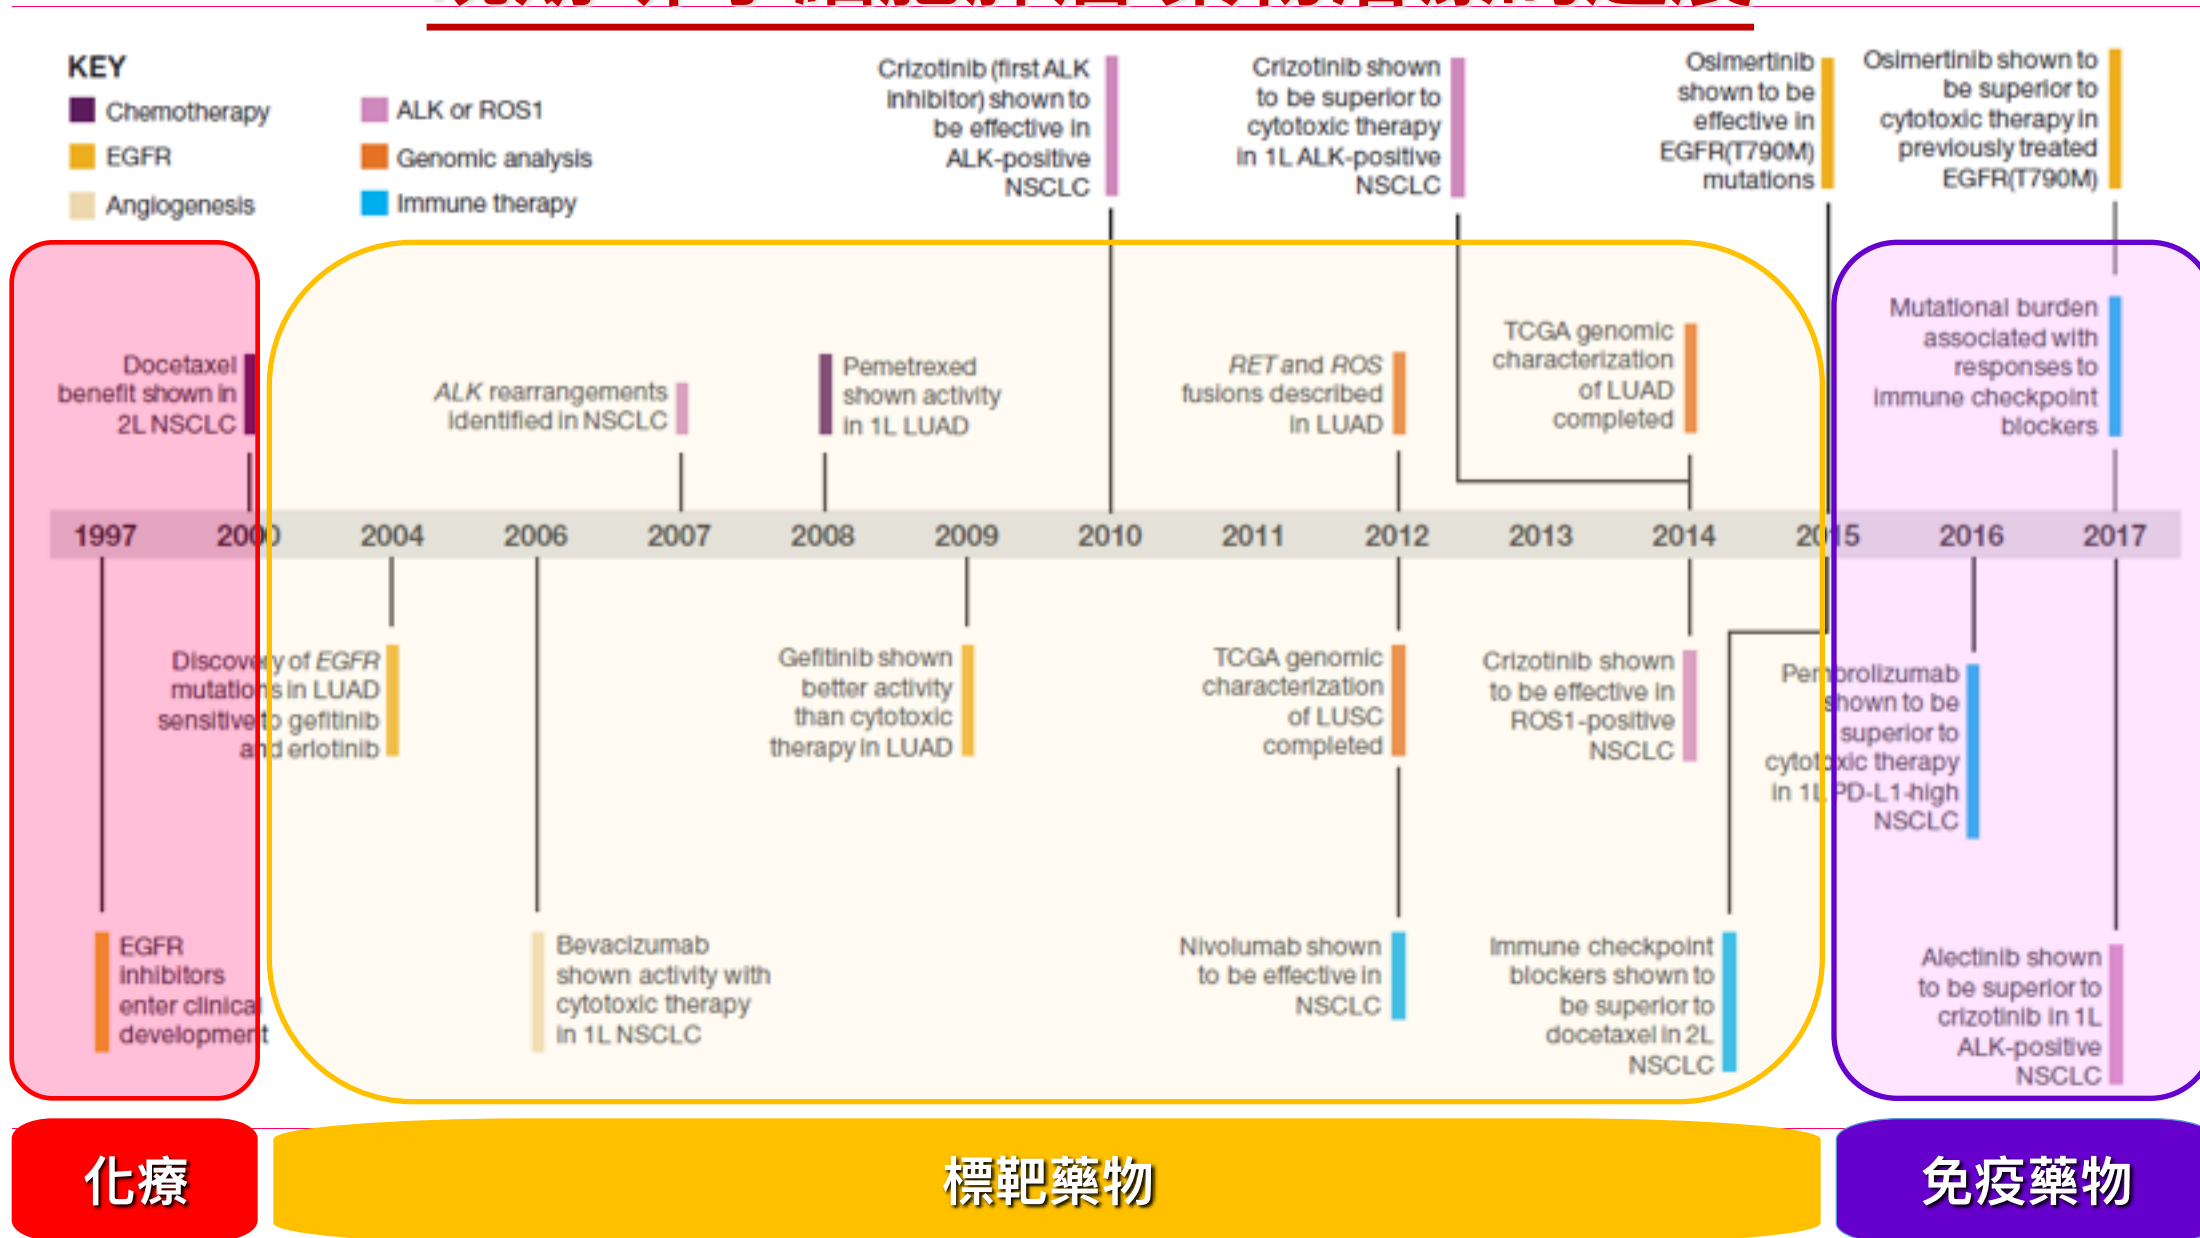 KEY
Chemotherapy
EGFR
Angiogenesis
ALK or ROS1
Genomic analysis
Immune therapy
Crizotinib (first ALK
inhibitor) shown to
be effective in
ALK-positive
NSCLC
Crizotinib shown
to be superior to
cytotoxic therapy
in 1L ALK-positive
NSCLC
Osimertinib
shown to be
effective in
EGFR(T790M)
mutations
Osimertinib shown to
be superior to
cytotoxic therapy in
previously treated
EGFR(T790M)
Docetaxel
benefit shown in
2L NSCLC
ALK rearrangements
identified in NSCLC
Pemetrexed
shown activity
in 1L LUAD
RET and ROS
fusions described
in LUAD
TCGA genomic
characterization
of LUAD
completed
Mutational burden
associated with
responses to
immune checkpoint
blockers
1997 2000 2004 2006 2007 2008 2009 2010 2011 2012 2013 2014 2015 2016 2017
Discovery of EGFR
mutations in LUAD
sensitive to gefitinib
and erlotinib
Gefitinib shown
better activity
than cytotoxic
therapy in LUAD
TCGA genomic
characterization
of LUSC
completed
Crizotinib shown
to be effective in
ROS1-positive
NSCLC
Pembrolizumab
shown to be
superior to
cytotoxic therapy
in 1L PD-L1-high
NSCLC
EGFR
inhibitors
enter clinical
development
Bevacizumab
shown activity with
cytotoxic therapy
in 1L NSCLC
Nivolumab shown
to be effective in
NSCLC
Immune checkpoint
blockers shown to
be superior to
docetaxel in 2L
NSCLC
Alectinib shown
to be superior to
crizotinib in 1L
ALK-positive
NSCLC
化療
標靶藥物
免疫藥物